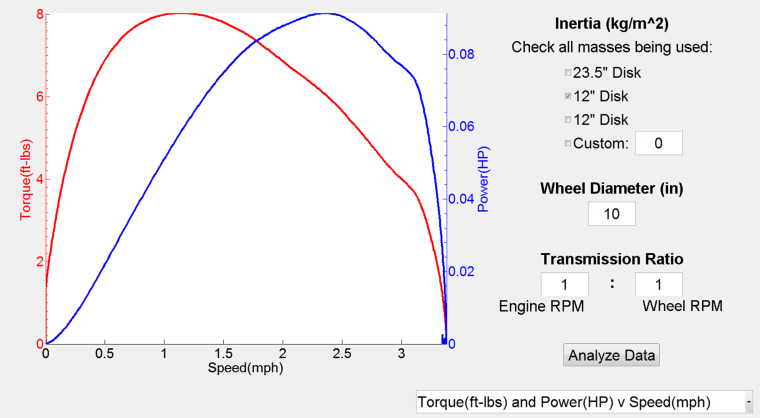 8
6
4
2
0
Torque(ft-lbs)
0
0.5
1
1.5
2
2.5
3
Speed(mph)
0.08
0.06
0.04
0.02
0
Power(HP)
Inertia (kg/m^2)
Check all masses being used:
23.5" Disk
12" Disk
12" Disk
Custom: 0
Wheel Diameter (in)
10
Transmission Ratio
1 : 1
Engine RPM Wheel RPM
Analyze Data
Torque(ft-lbs) and Power(HP) v Speed(mph)